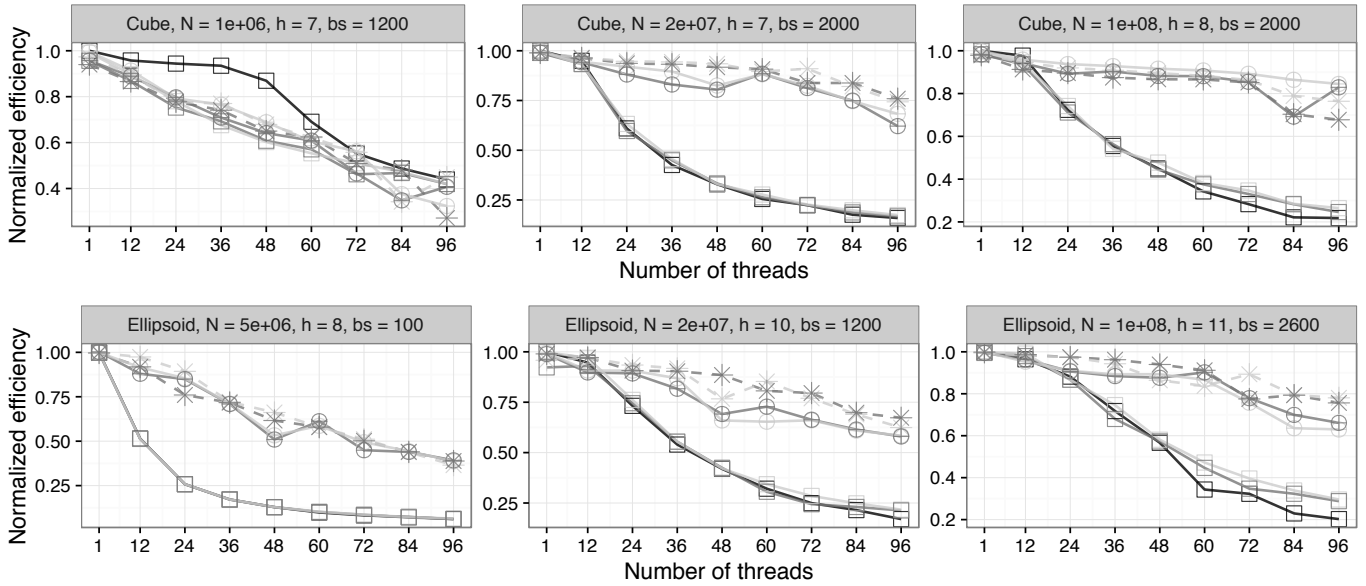 Cube, N = 1e+06, h = 7, bs = 1200
Cube, N = 2e+07, h = 7, bs = 2000
Cube, N = 1e+08, h = 8, bs = 2000
Normalized efficiency
1.0
0.8
0.6
0.4
1.00
0.75
0.50
0.25
1.0
0.8
0.6
0.4
0.2
1 12 24 36 48 60 72 84 96
1 12 24 36 48 60 72 84 96
1 12 24 36 48 60 72 84 96
Number of threads
Ellipsoid, N = 5e+06, h = 8, bs = 100
Ellipsoid, N = 2e+07, h = 10, bs = 1200
Ellipsoid, N = 1e+08, h = 11, bs = 2600
Normalized efficiency
1.00
0.75
0.50
0.25
1.00
0.75
0.50
0.25
1.0
0.8
0.6
0.4
0.2
1 12 24 36 48 60 72 84 96
1 12 24 36 48 60 72 84 96
1 12 24 36 48 60 72 84 96
Number of threads